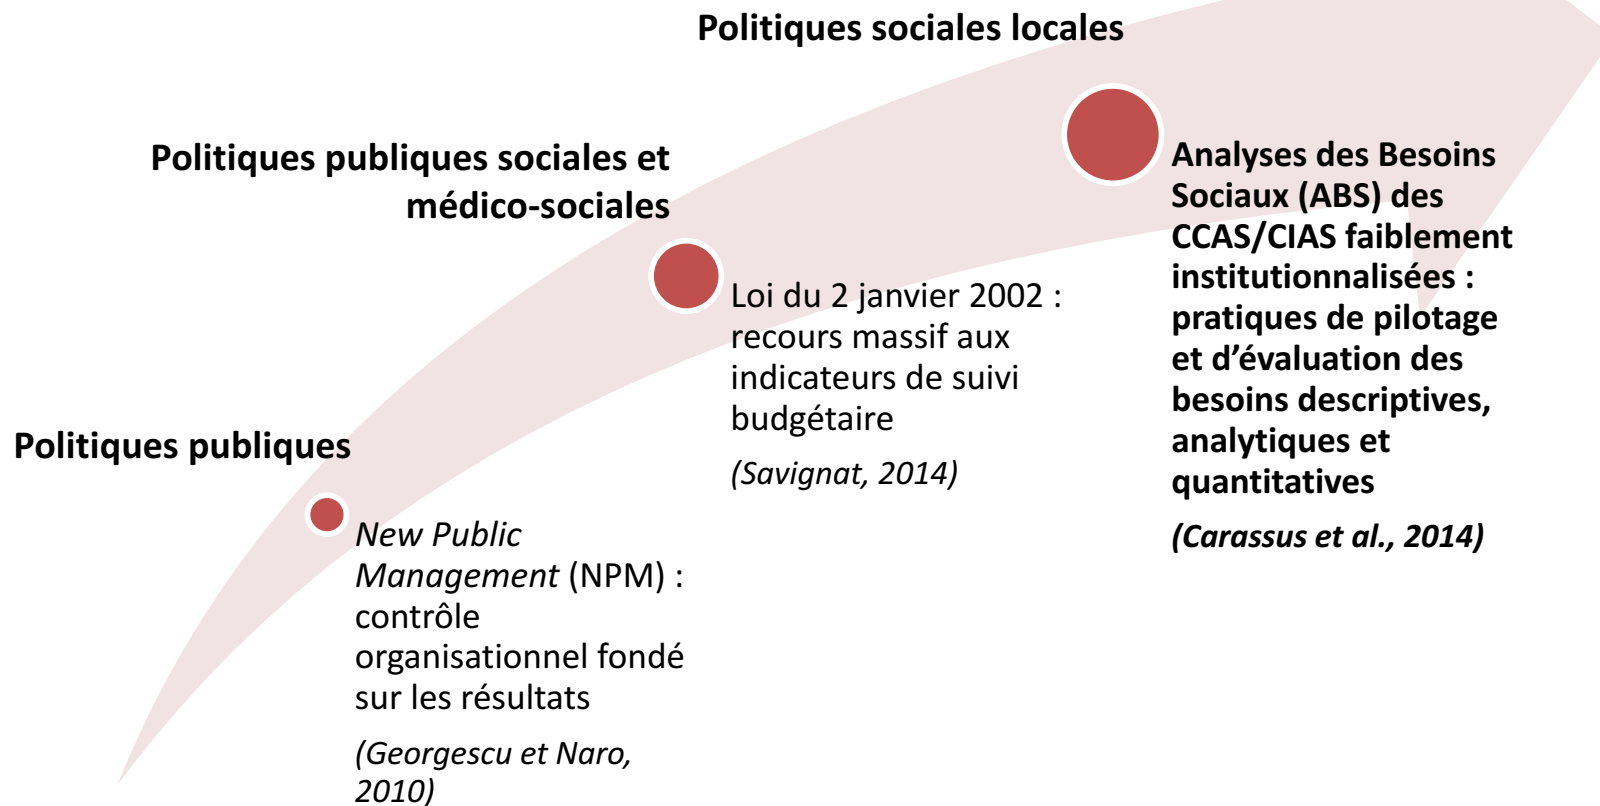 Politiques sociales locales
Analyses des Besoins
Sociaux (ABS) des
CCAS/CIAS faiblement
institutionnalisées :
pratiques de pilotage
et d’évaluation des
besoins descriptives,
analytiques et
quantitatives
(Carassus et al., 2014)
Politiques publiques sociales et
médico-sociales
Loi du 2 janvier 2002 :
recours massif aux
indicateurs de suivi
budgétaire
(Savignat, 2014)
Politiques publiques
New Public
Management (NPM) :
contrôle
organisationnel fondé
sur les résultats
(Georgescu et Naro,
2010)